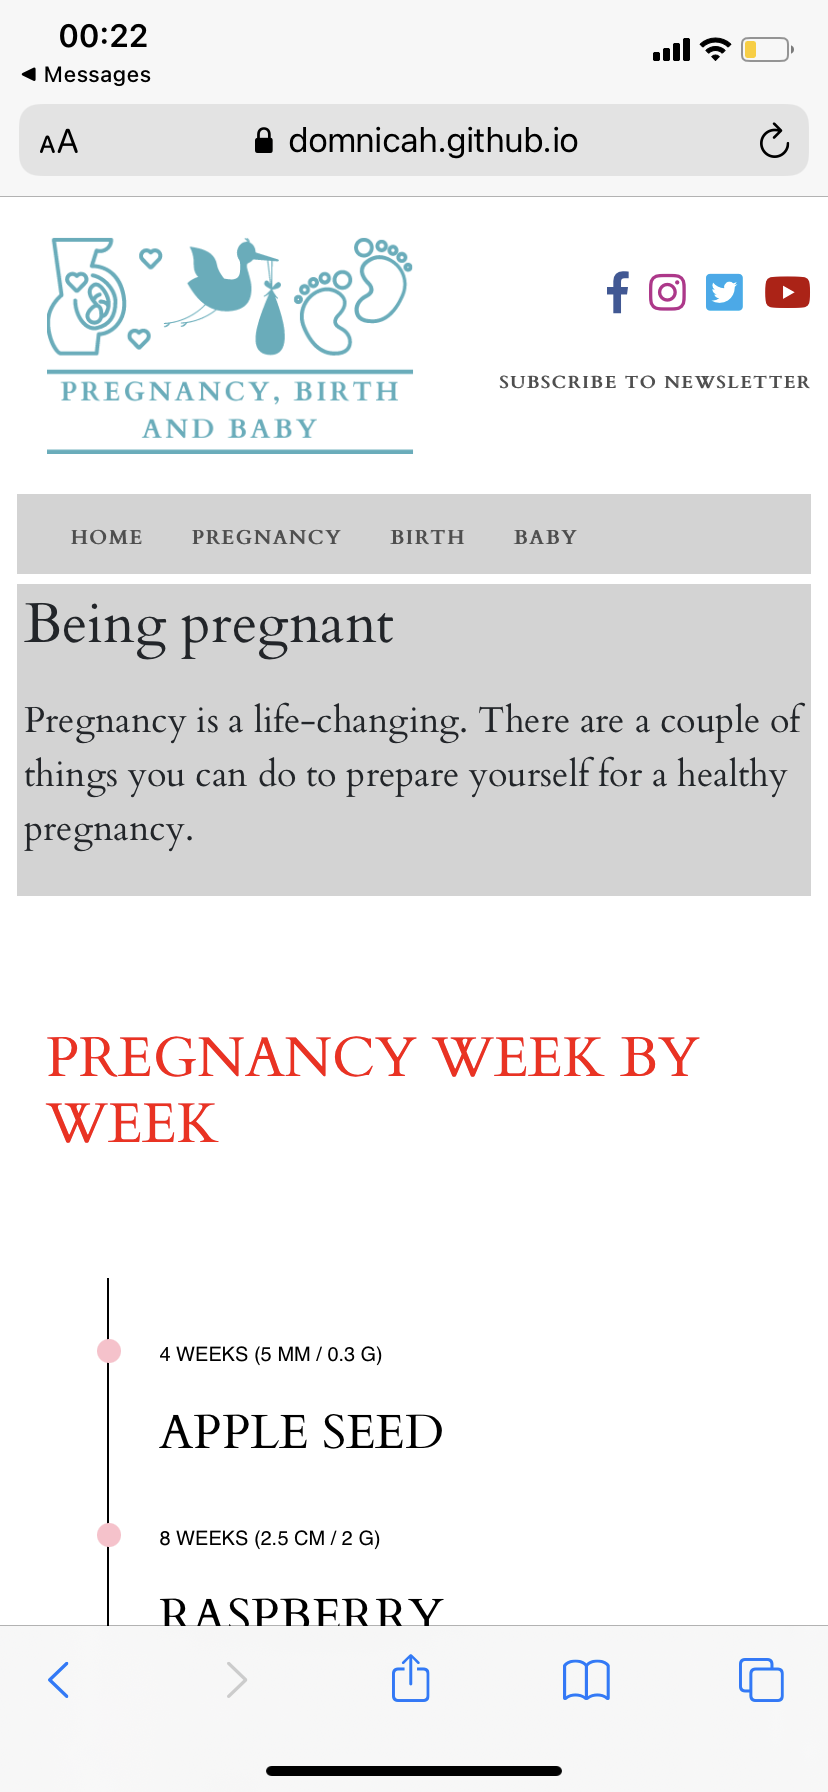 00:22
◀ Messages
AA domnicah.github.io
PREGNANCY, BIRTH
AND BABY
SUBSCRIBE TO NEWSLETTER
HOME PREGNANCY BIRTH BABY
Being pregnant
Pregnancy is a life-changing. There are a couple of
things you can do to prepare yourself for a healthy
pregnancy.
PREGNANCY WEEK BY
WEEK
4 WEEKS (5 MM / 0.3 G)
APPLE SEED
8 WEEKS (2.5 CM / 2 G)
RASPBERRY